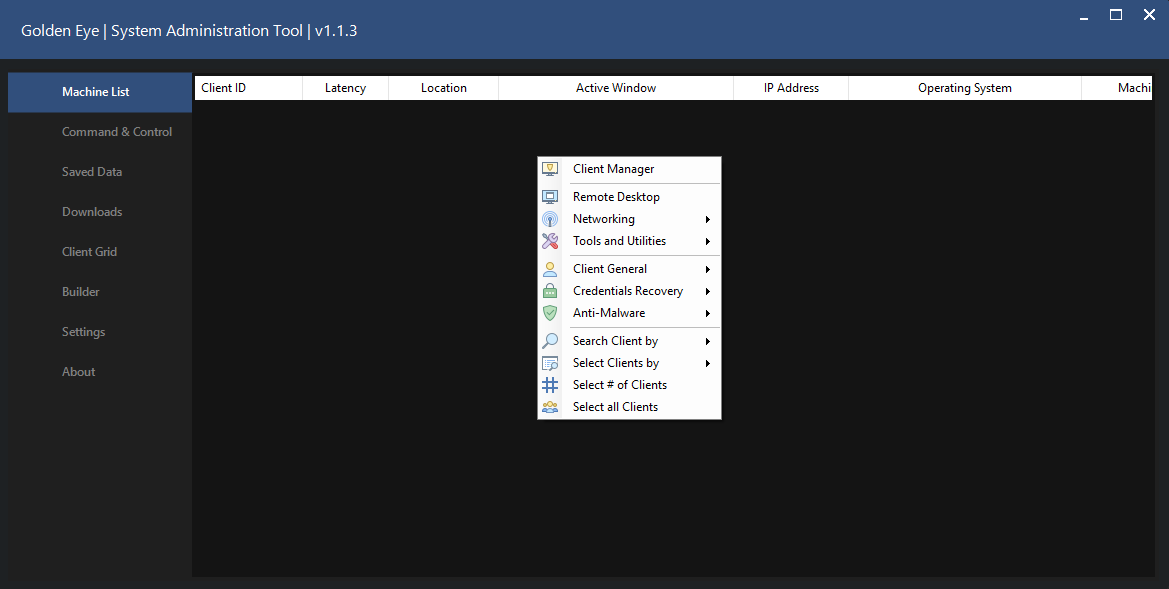 Golden Eye | System Administration Tool | v1.1.3
Machine List
Command & Control
Saved Data
Downloads
Client Grid
Builder
Settings
About
Client ID Latency Location Active Window IP Address Operating System Machi
Client Manager
Remote Desktop
Networking
Tools and Utilities
Client General
Credentials Recovery
Anti-Malware
Search Client by
Select Clients by
Select # of Clients
Select all Clients